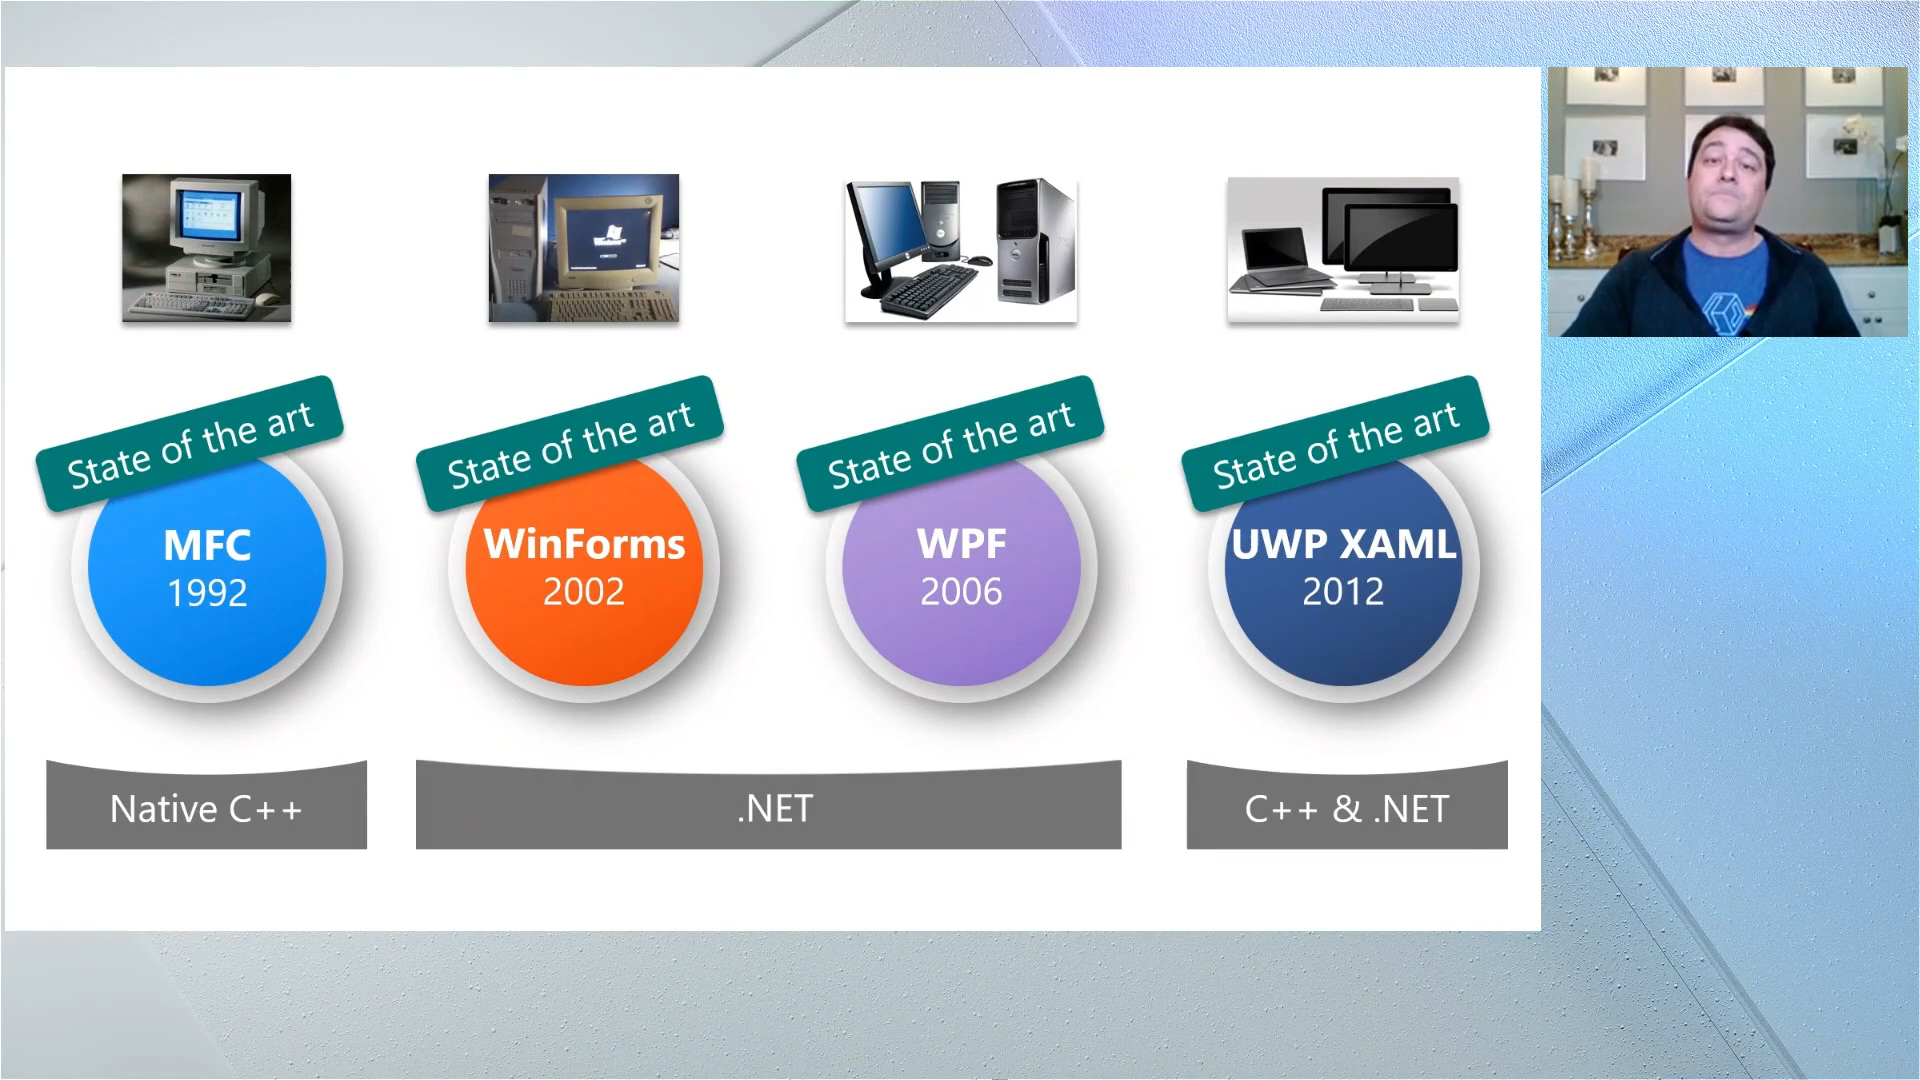 State of the art
MFC
1992
State of the art
WinForms
2002
State of the art
WPF
2006
State of the art
UWP XAML
2012
Native C++
.NET
C++ & .NET